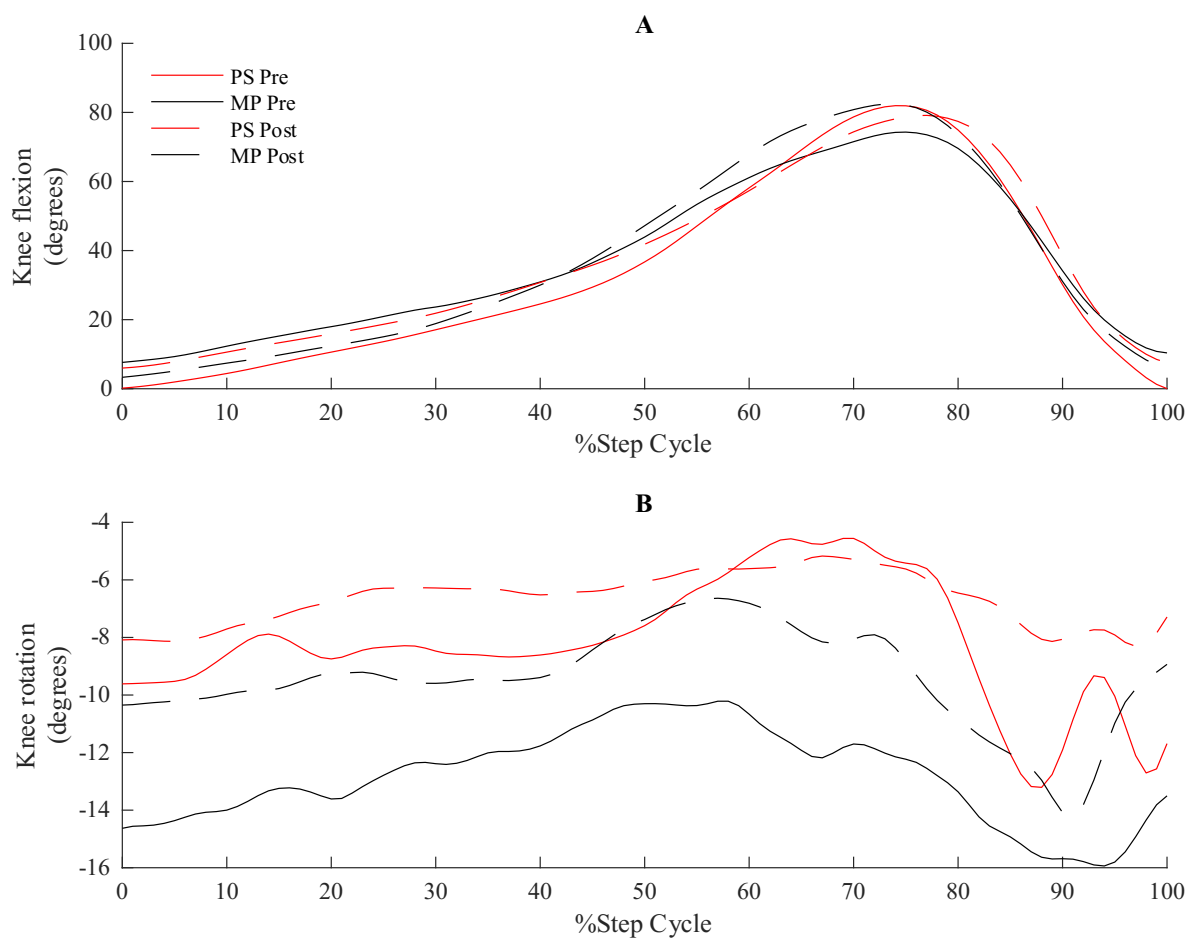 A
100
80
60
40
20
0
Knee flexion
(degrees)
PS Pre
MP Pre
PS Post
MP Post
0 10 20 30 40 50 60 70 80 90 100
%Step Cycle
B
-4
-6
-8
-10
-12
-14
-16
Knee rotation
(degrees)
0 10 20 30 40 50 60 70 80 90 100
%Step Cycle